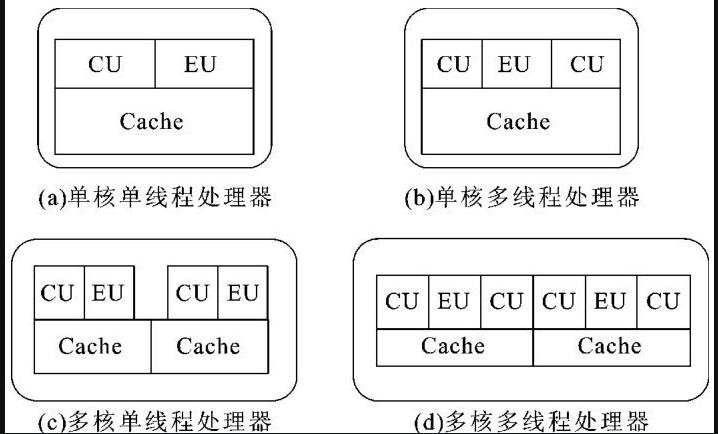 CU EU CU EU CU
Cache Cache
(a)单核单线程处理器 (b)单核多线程处理器
CU EU CU EU CU EU CU CU EU CU
Cache Cache Cache Cache
(c)多核单线程处理器 (d)多核多线程处理器